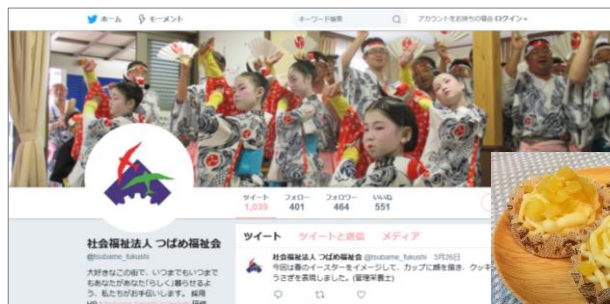 ホーム モーメント キーワード検索 アカウントをお持ちの場合 ログイン
ツイート フォロー フォロワー いいね
1,039 401 464 551
社会福祉法人 つばめ福祉会
@tsubame_fukushi
大好きなこの街で、いつまでもいつまで
もあなたが あなた「らしく」暮らせるよ
う、私たちがお手伝いします。 採用
ツイート ツイートと返信 メディア
社会福祉法人 つばめ福祉会 @tsubame_fukushi · 3月26日
今回は春のイースターをイメージして、カップに顔を描き、クッキ
うさぎを表現しました。(管理栄養士)